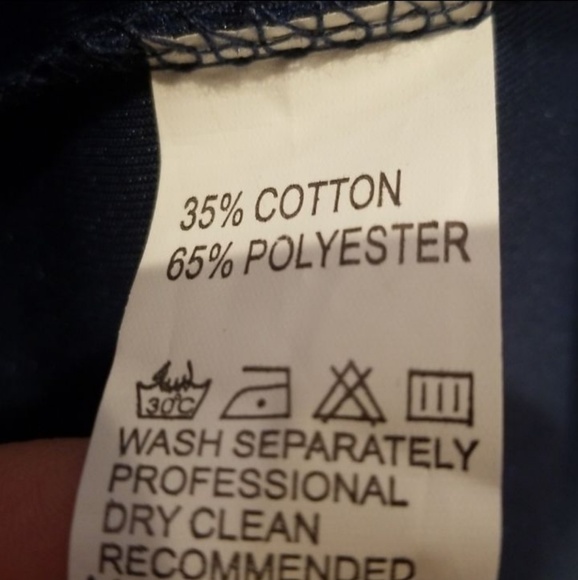 35% COTTON
65% POLYESTER
30°C
WASH SEPARATELY
PROFESSIONAL
DRY CLEAN
RECOMMENDED